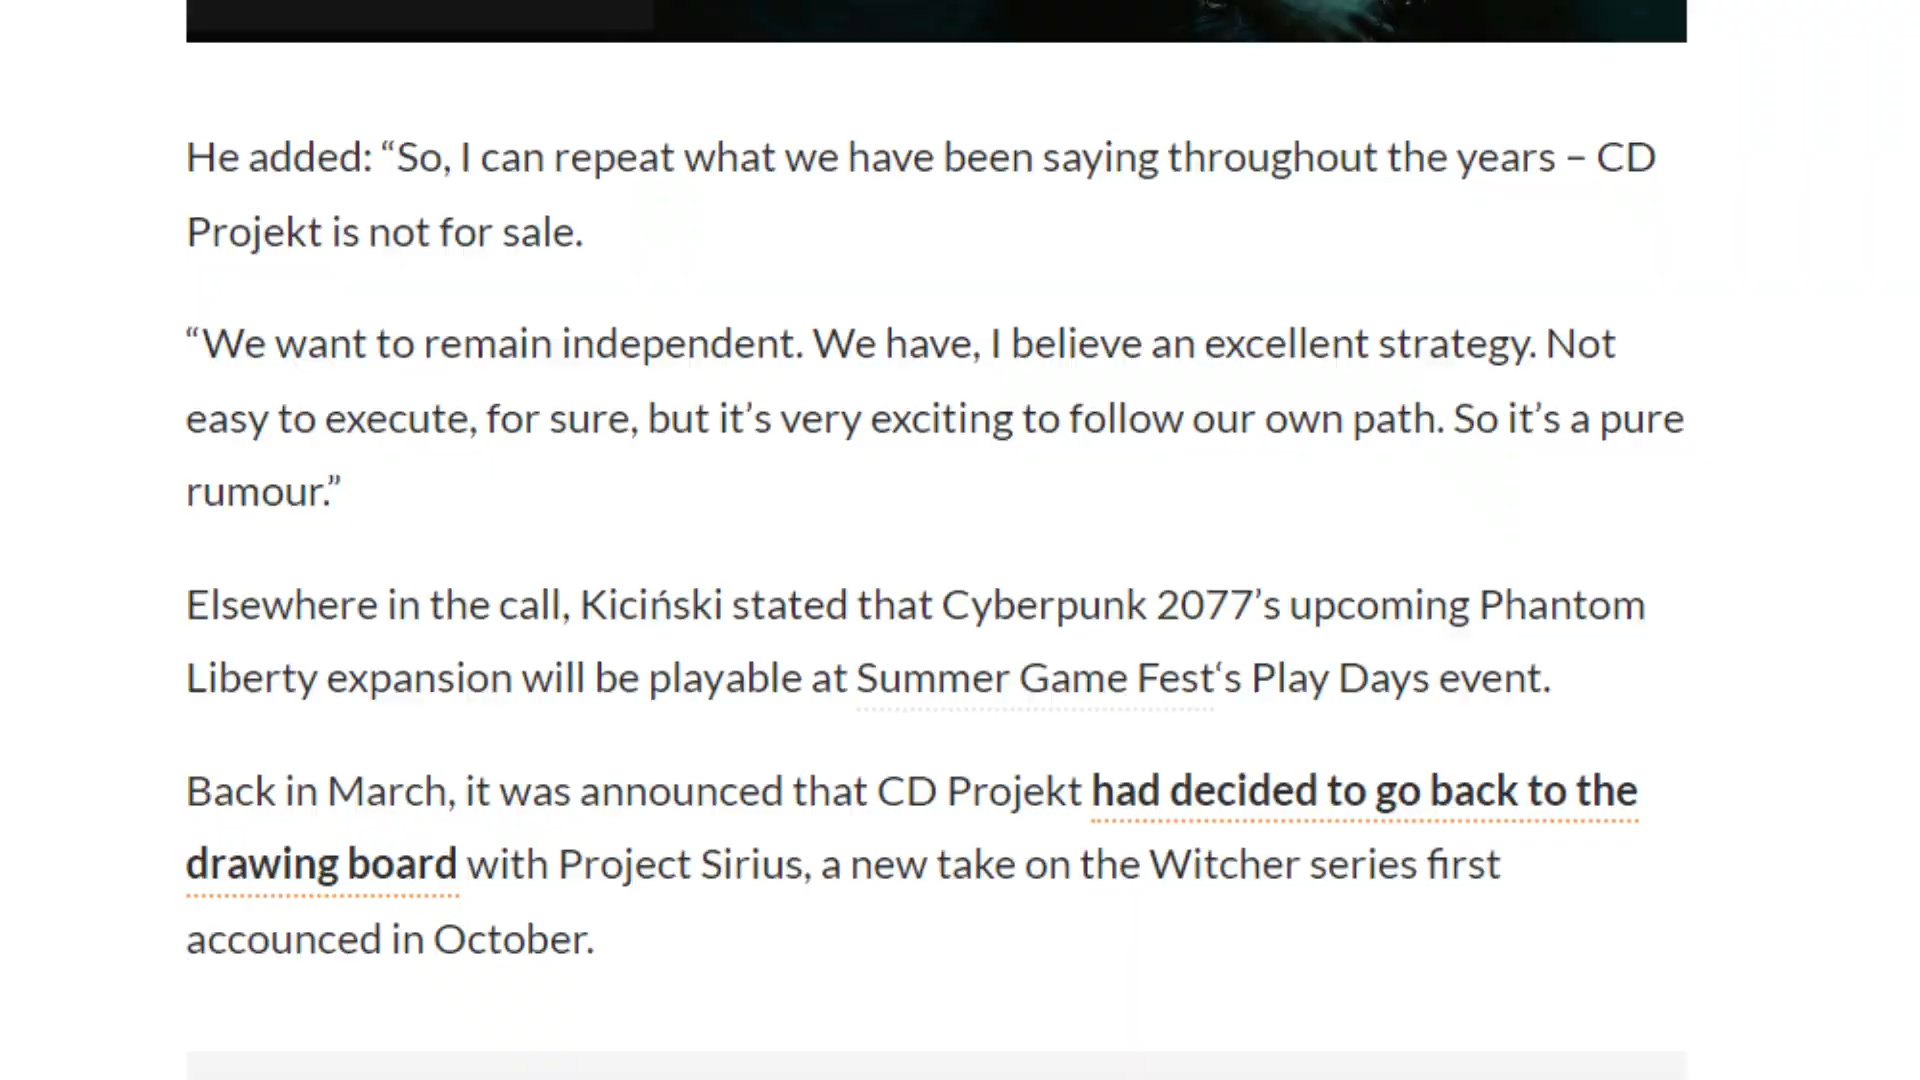 He added: “So, I can repeat what we have been saying throughout the years – CD
Projekt is not for sale.
“We want to remain independent. We have, I believe an excellent strategy. Not
easy to execute, for sure, but it’s very exciting to follow our own path. So it’s a pure
rumour.”
Elsewhere in the call, Kiciński stated that Cyberpunk 2077’s upcoming Phantom
Liberty expansion will be playable at Summer Game Fest‘s Play Days event.
Back in March, it was announced that CD Projekt had decided to go back to the
drawing board with Project Sirius, a new take on the Witcher series first
accounced in October.